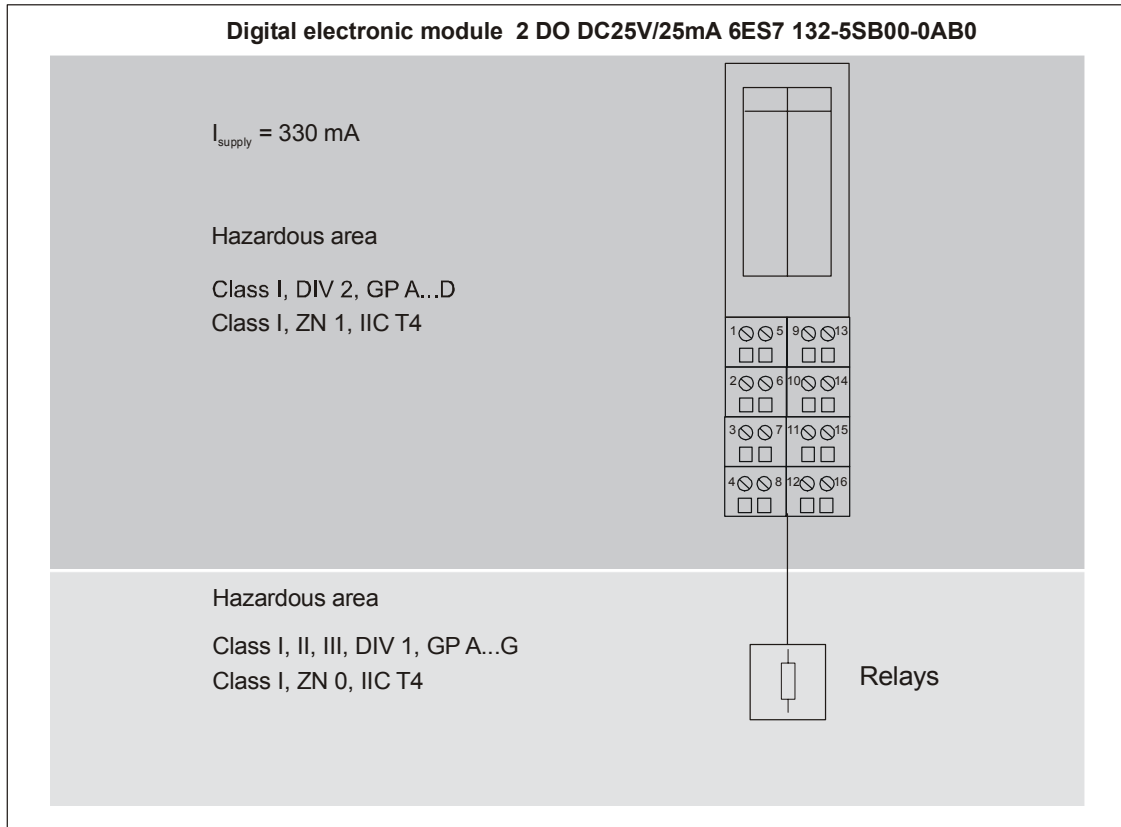 Digital electronic module 2 DO DC25V/25mA 6ES7 132-5SB00-0AB0
Isupply = 330 mA
Hazardous area
Class I, DIV 2, GP A...D
Class I, ZN 1, IIC T4
1 5 9 13
2 6 10 14
3 7 11 15
4 8 12 16
Hazardous area
Class I, II, III, DIV 1, GP A...G
Class I, ZN 0, IIC T4
Relays